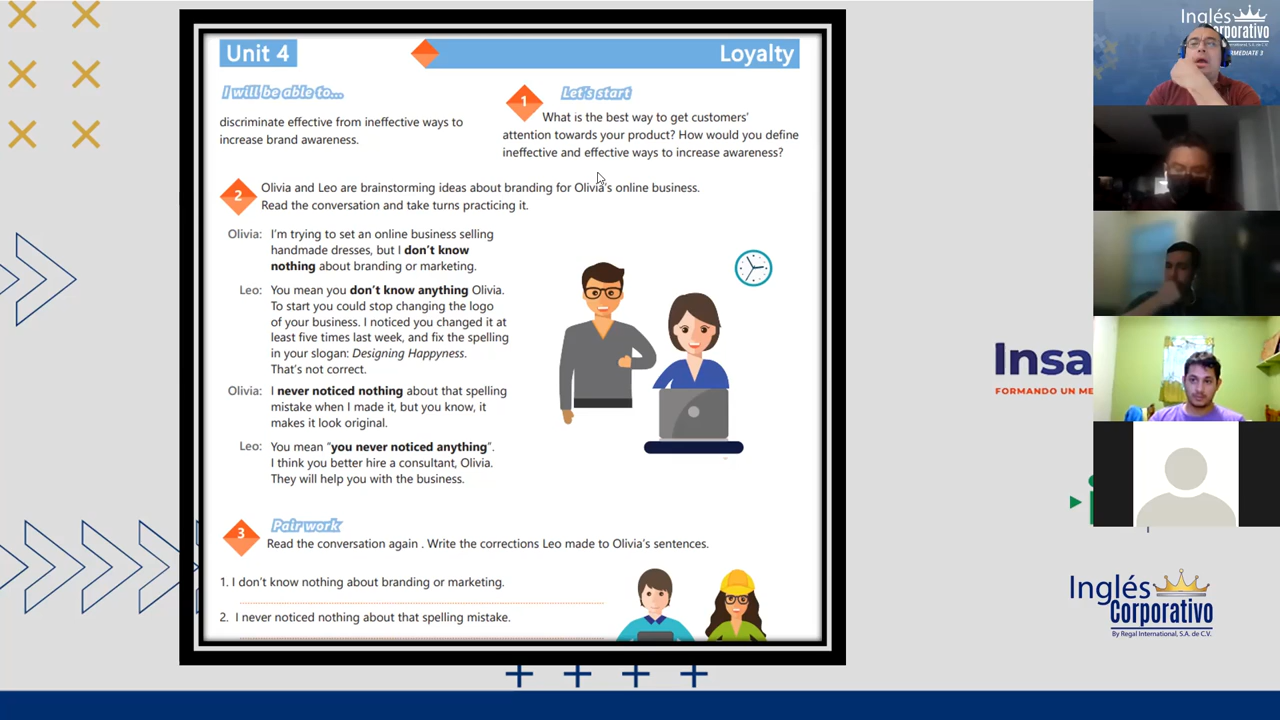 Unit 4
Loyalty
I will be able to...
discriminate effective from ineffective ways to
increase brand awareness.
1
Let's start
What is the best way to get customers'
attention towards your product? How would you define
ineffective and effective ways to increase awareness?
2
Olivia and Leo are brainstorming ideas about branding for Olivia's online business.
Read the conversation and take turns practicing it.
Olivia: I'm trying to set an online business selling
handmade dresses, but I don't know
nothing about branding or marketing.
Leo: You mean you don't know anything Olivia.
To start you could stop changing the logo
of your business. I noticed you changed it at
least five times last week, and fix the spelling
in your slogan: Designing Happyness.
That's not correct.
Olivia: I never noticed nothing about that spelling
mistake when I made it, but you know, it
makes it look original.
Leo: You mean "you never noticed anything".
I think you better hire a consultant, Olivia.
They will help you with the business.
3
Pair work
Read the conversation again . Write the corrections Leo made to Olivia's sentences.
1. I don't know nothing about branding or marketing.
2. I never noticed nothing about that spelling mistake.
Insa
FORMANDO UN ME
Inglés
Corporativo
By Regal International, S.A. de C.V.
Inglés
Corporativo